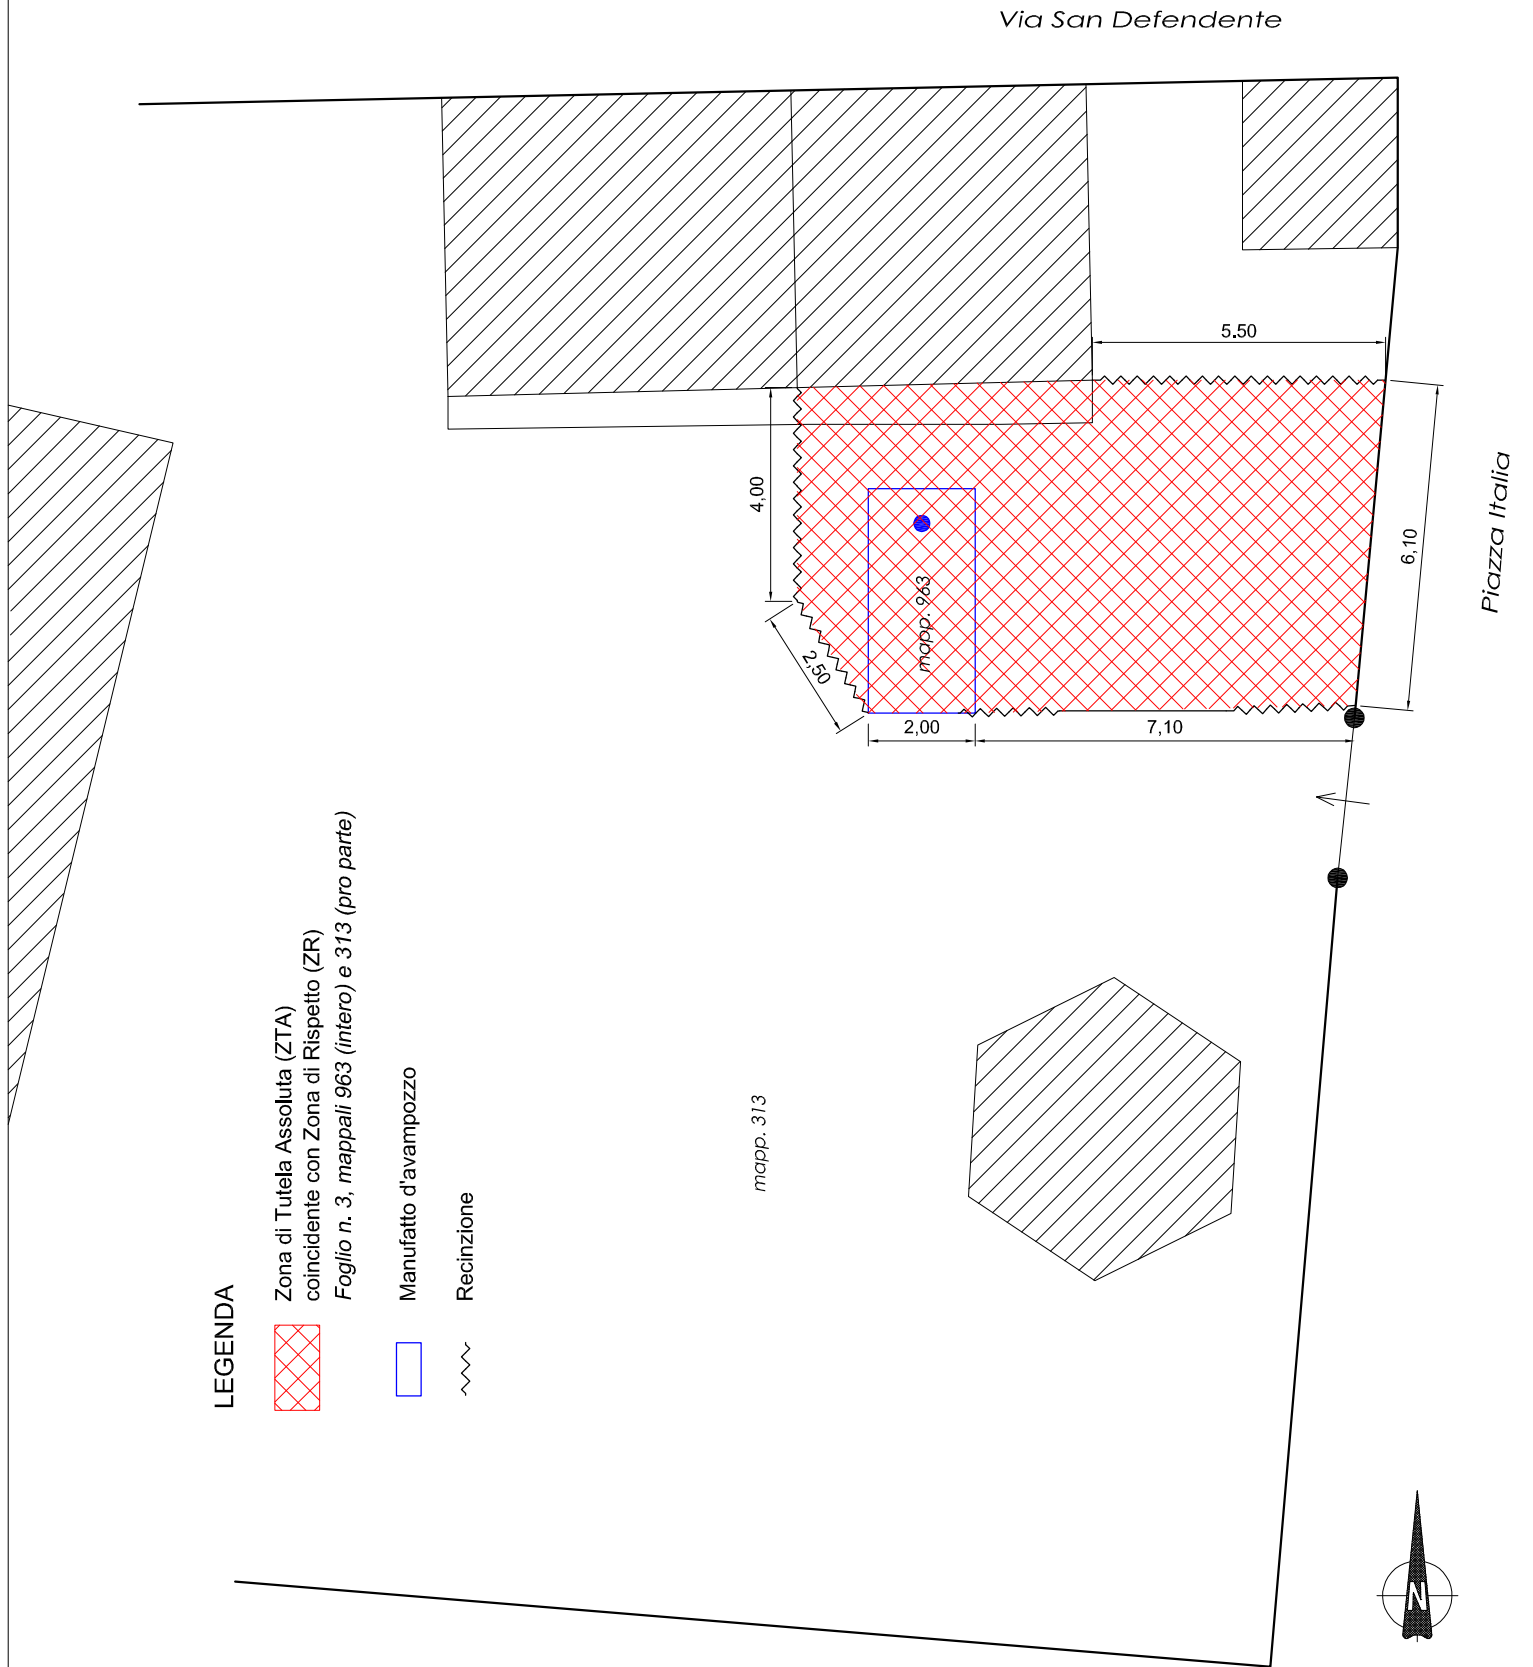 Via San Defendente
5.50
4,00
Piazza Italia
6,10
mapp. 963
2,50
2,00
7,10
LEGENDA
Zona di Tutela Assoluta (ZTA)
coincidente con Zona di Rispetto (ZR)
Foglio n. 3, mappali 963 (intero) e 313 (pro parte)
Manufatto d'avampozzo
Recinzione
mapp. 313
N